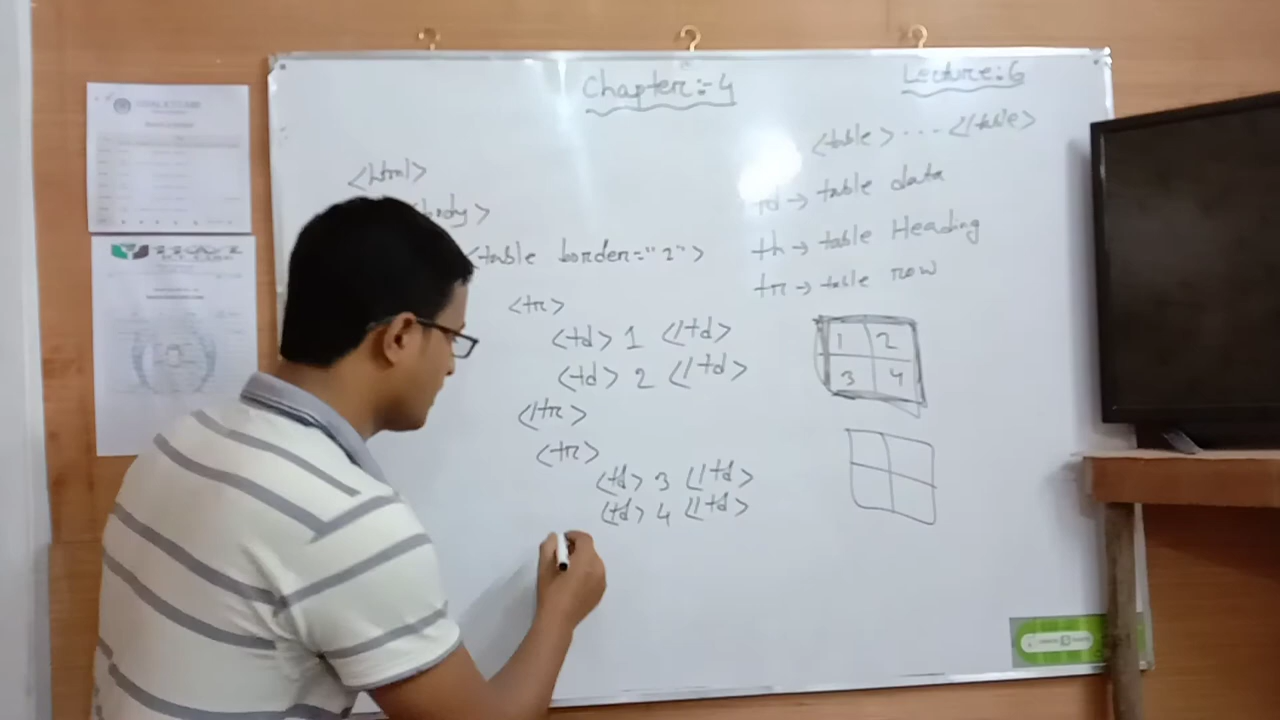 Chapter:- 4
Lecture:6
<table> ... </table>
td → table data
th → table Heading
tr → table row
<html>
body>
<table border="2">
<tr>
<td> 1 </td>
<td> 2 </td>
</tr>
<tr>
<td> 3 </td>
<td> 4 </td>
1 2
3 4